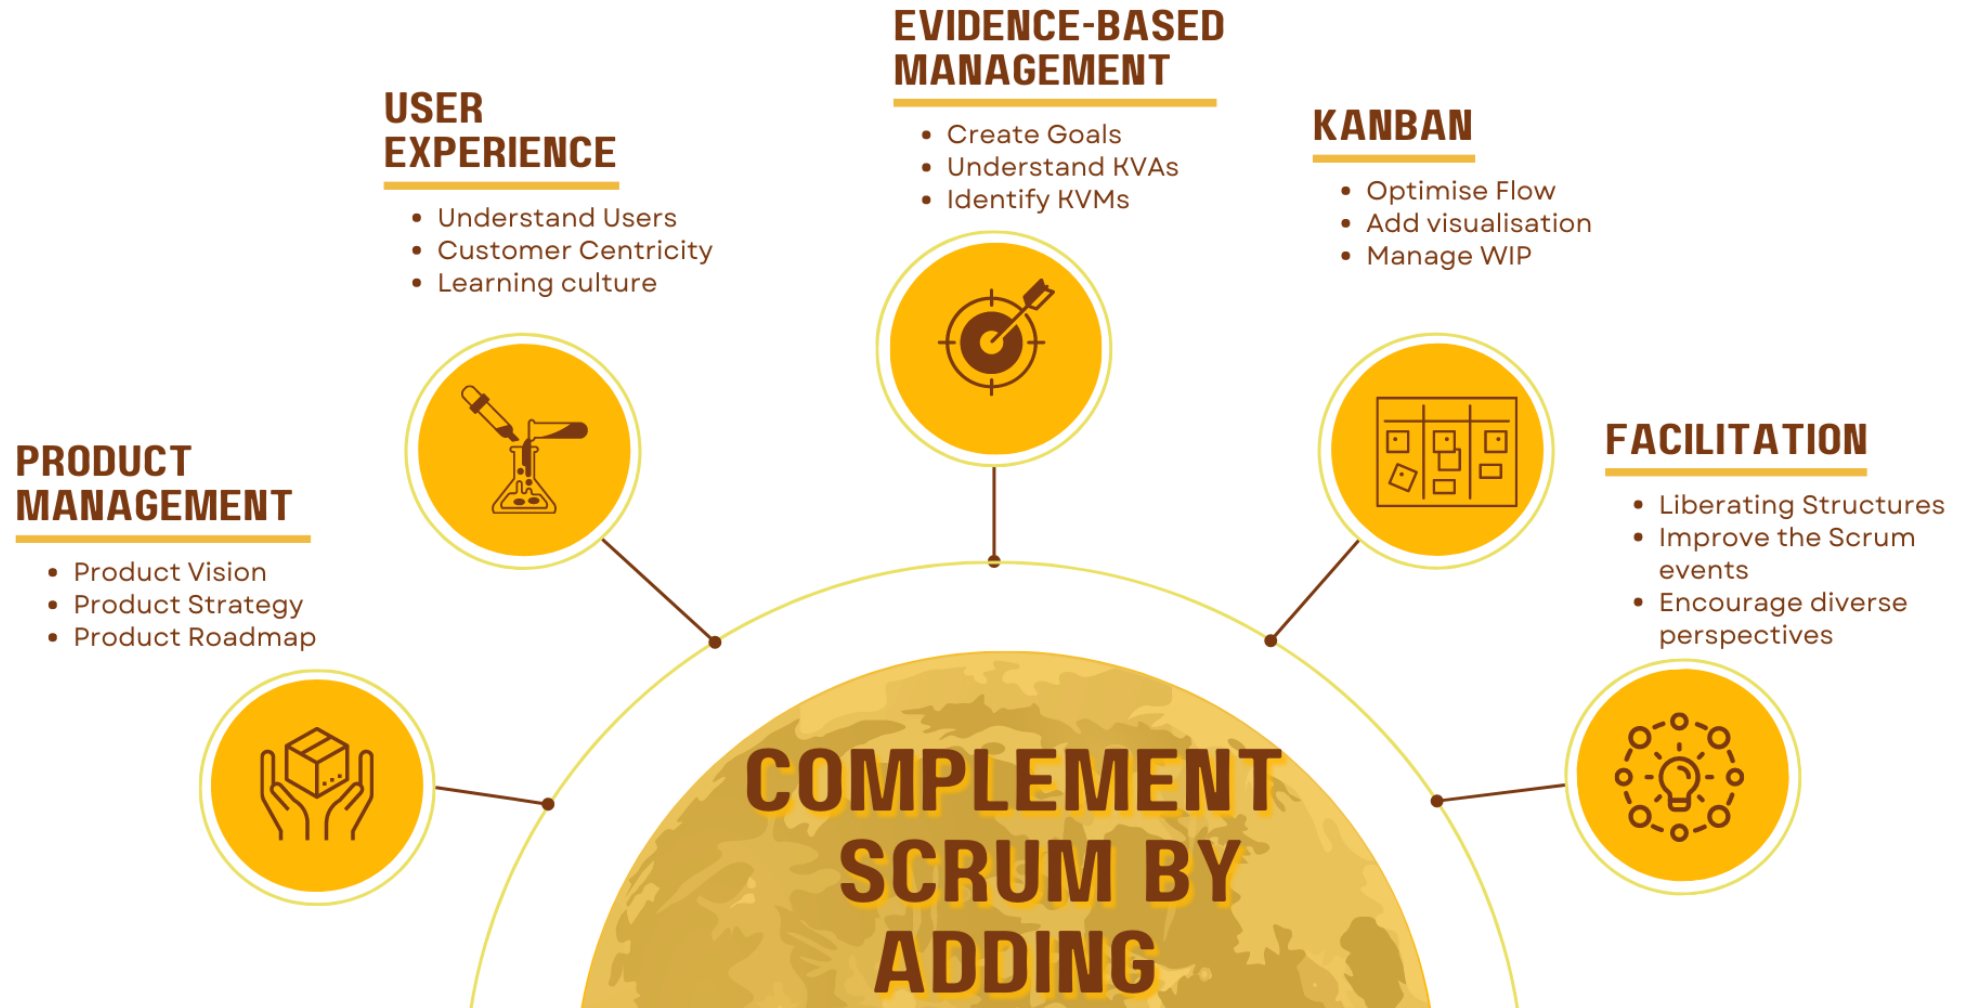 EVIDENCE-BASED
MANAGEMENT
• Create Goals
• Understand KVAs
• Identify KVMs
USER
EXPERIENCE
• Understand Users
• Customer Centricity
• Learning culture
KANBAN
• Optimise Flow
• Add visualisation
• Manage WIP
PRODUCT
MANAGEMENT
• Product Vision
• Product Strategy
• Product Roadmap
FACILITATION
• Liberating Structures
• Improve the Scrum
events
• Encourage diverse
perspectives
COMPLEMENT
SCRUM BY
ADDING